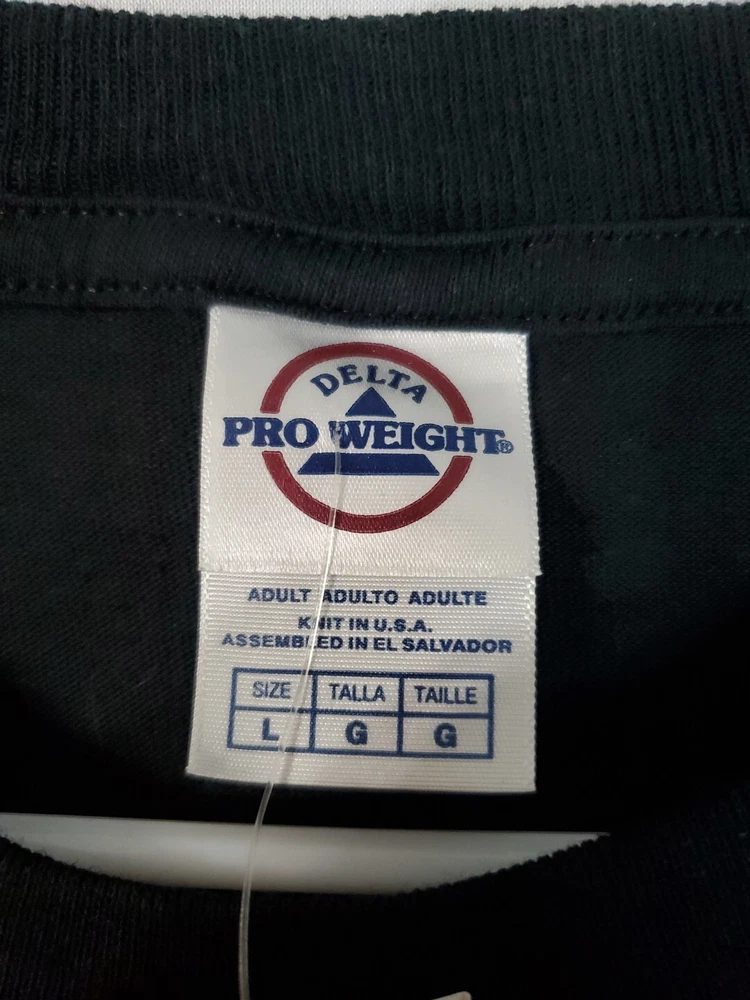 DELTA
PRO WEIGHT®
ADULT ADULTO ADULTE
KNIT IN U.S.A.
ASSEMBLED IN EL SALVADOR
SIZE TALLA TAILLE
L G G